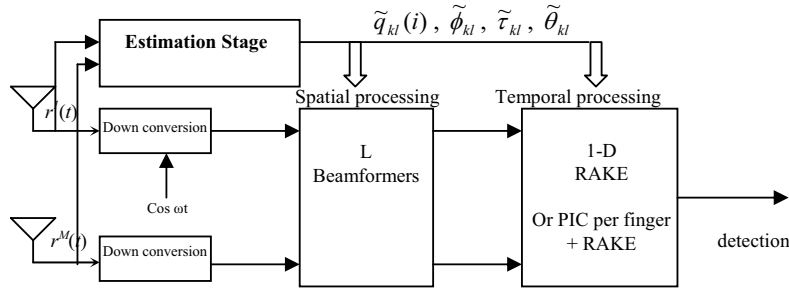 Estimation Stage
q̃ₖₗ(i) , ϕ̃ₖₗ , τ̃ₖₗ , θ̃ₖₗ
Spatial processing
Temporal processing
r¹(t)
Down conversion
Cos ωt
L
Beamformers
1-D
RAKE
Or PIC per finger
+ RAKE
detection
rᴹ(t)
Down conversion